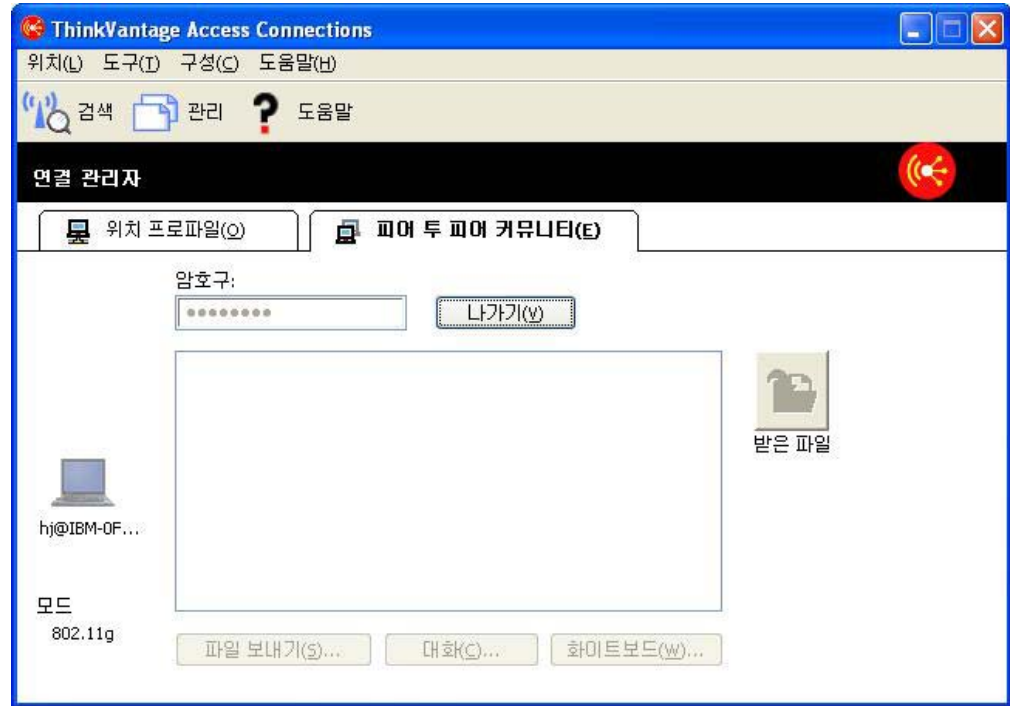 ThinkVantage Access Connections
위치(L) 도구(T) 구성(C) 도움말(H)
검색 관리 ? 도움말
연결 관리자
위치 프로파일(O) 피어 투 피어 커뮤니티(E)
암호구:
●●●●●●●● 나가기(V)
받은 파일
hj@IBM-0F...
모드
802.11g
파일 보내기(S)... 대화(C)... 화이트보드(W)...